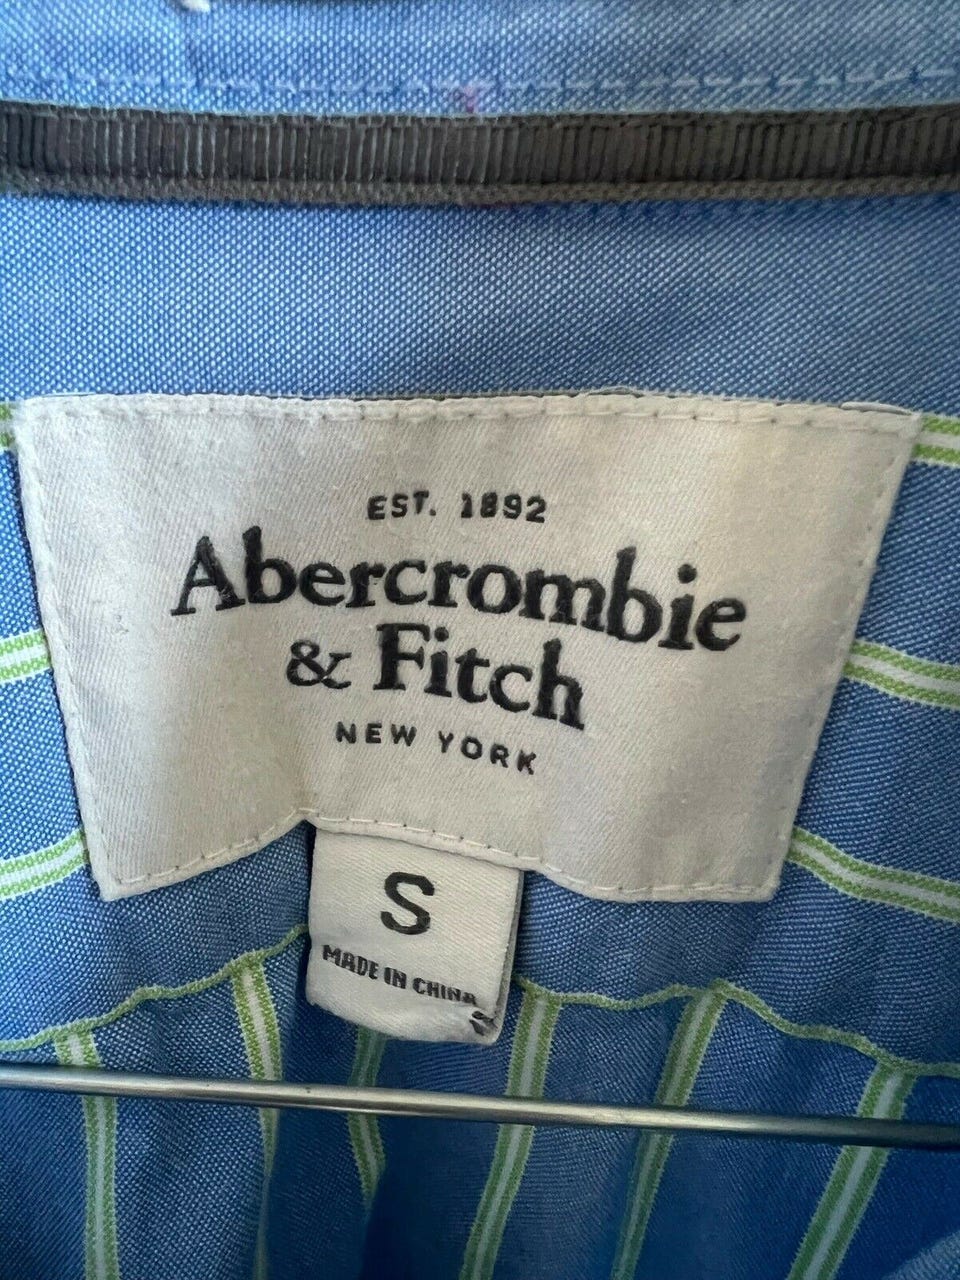 EST. 1892
Abercrombie
& Fitch
NEW YORK
S
MADE IN CHINA